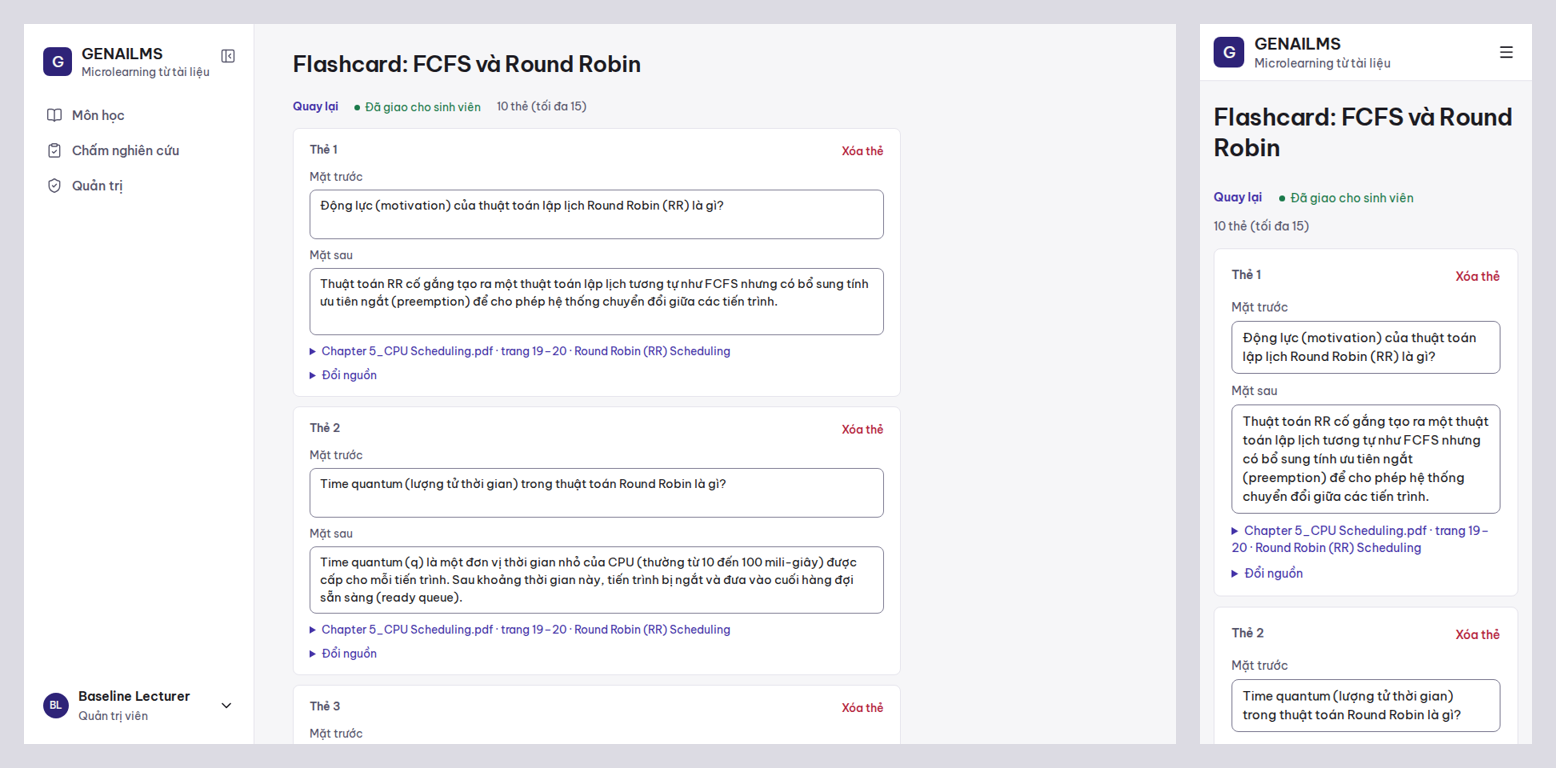 G
GENAILMS
Microlearning từ tài liệu
Môn học
Chấm nghiên cứu
Quản trị
BL
Baseline Lecturer
Quản trị viên
Flashcard: FCFS và Round Robin
Quay lại
Đã giao cho sinh viên
10 thẻ (tối đa 15)
Thẻ 1
Xóa thẻ
Mặt trước
Động lực (motivation) của thuật toán lập lịch Round Robin (RR) là gì?
Mặt sau
Thuật toán RR cố gắng tạo ra một thuật toán lập lịch tương tự như FCFS nhưng có bổ sung tính
ưu tiên ngắt (preemption) để cho phép hệ thống chuyển đổi giữa các tiến trình.
Chapter 5_CPU Scheduling.pdf · trang 19–20 · Round Robin (RR) Scheduling
Đổi nguồn
Thẻ 2
Xóa thẻ
Mặt trước
Time quantum (lượng tử thời gian) trong thuật toán Round Robin là gì?
Mặt sau
Time quantum (q) là một đơn vị thời gian nhỏ của CPU (thường từ 10 đến 100 mili-giây) được
cấp cho mỗi tiến trình. Sau khoảng thời gian này, tiến trình bị ngắt và đưa vào cuối hàng đợi
sẵn sàng (ready queue).
Chapter 5_CPU Scheduling.pdf · trang 19–20 · Round Robin (RR) Scheduling
Đổi nguồn
Thẻ 3
Xóa thẻ
Mặt trước
G
GENAILMS
Microlearning từ tài liệu
Flashcard: FCFS và Round
Robin
Quay lại
Đã giao cho sinh viên
10 thẻ (tối đa 15)
Thẻ 1
Xóa thẻ
Mặt trước
Động lực (motivation) của thuật toán
lập lịch Round Robin (RR) là gì?
Mặt sau
Thuật toán RR cố gắng tạo ra một thuật
toán lập lịch tương tự như FCFS nhưng
có bổ sung tính ưu tiên ngắt
(preemption) để cho phép hệ thống
chuyển đổi giữa các tiến trình.
Chapter 5_CPU Scheduling.pdf · trang 19–
20 · Round Robin (RR) Scheduling
Đổi nguồn
Thẻ 2
Xóa thẻ
Mặt trước
Time quantum (lượng tử thời gian)
trong thuật toán Round Robin là gì?